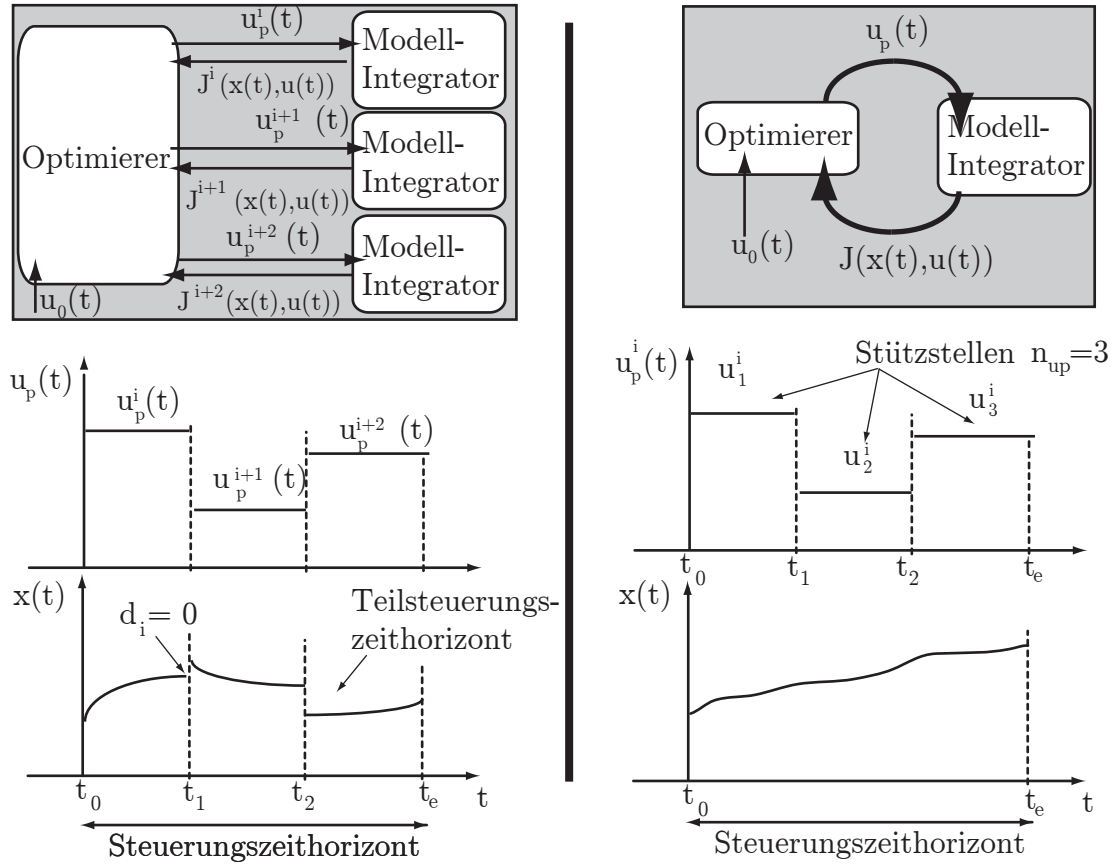 u_p^i(t)
Modell-
Integrator
J^i (x(t),u(t))
u_p^{i+1} (t)
Optimierer
Modell-
Integrator
J^{i+1} (x(t),u(t))
u_p^{i+2} (t)
Modell-
Integrator
J^{i+2} (x(t),u(t))
u_0(t)
u_p(t)
u_p^i(t)
u_p^{i+1} (t)
u_p^{i+2} (t)
x(t)
d_i = 0
Teilsteuerungs-
zeithorizont
t_0 t_1 t_2 t_e t
Steuerungszeithorizont
u_p(t)
Optimierer
Modell-
Integrator
u_0(t)
J(x(t),u(t))
u_p^i(t)
Stützstellen n_{up}=3
u_1^i
u_2^i
u_3^i
t_0 t_1 t_2 t_e
x(t)
t_0 t_e t
Steuerungszeithorizont